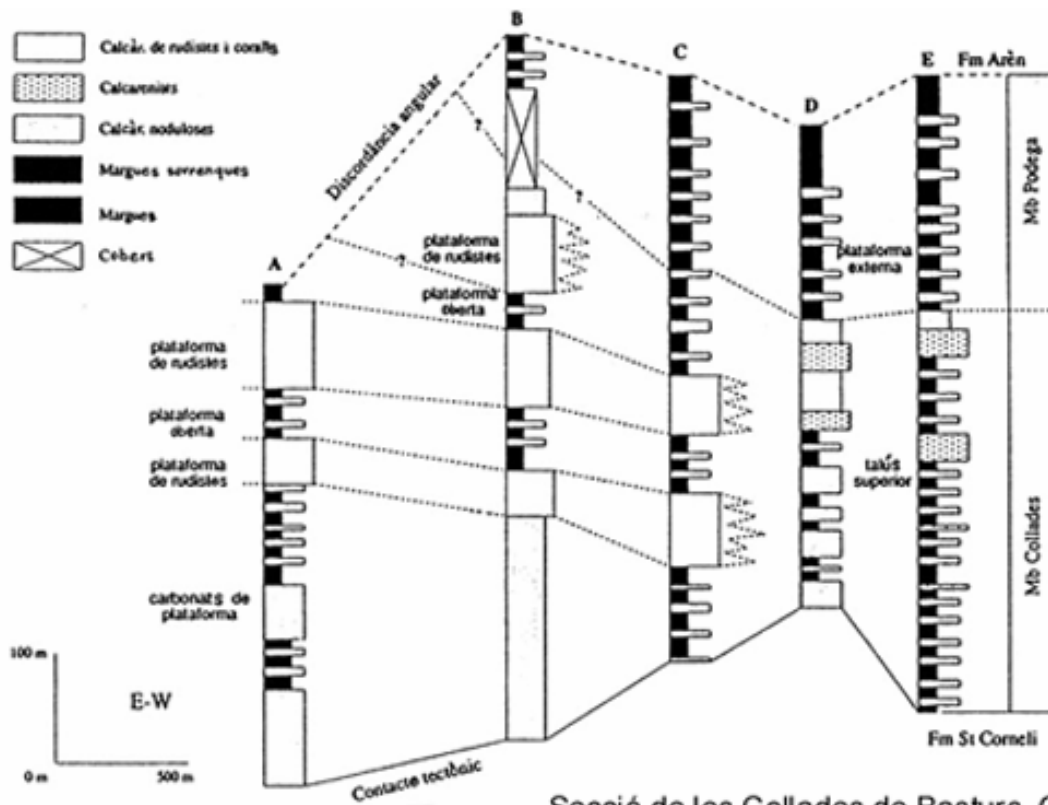 Calcàr. de rudistes i coralls
Calcarenites
Calcàr. noduloses
Margues sorrenques
Margues
Cobert
A
B
C
D
E
Fm Arèn
Discordància angular
?
?
?
plataforma
de rudistes
plataforma
oberta
plataforma
externa
Mb Podega
plataforma
de rudistes
plataforma
oberta
plataforma
de rudistes
talús
superior
carbonats de
plataforma
Mb Collades
100 m
E-W
0 m
500 m
Contacte tectònic
Fm St Corneli
Secció de les Collades de Basturs